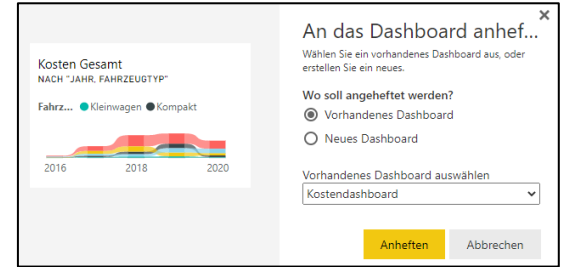 Kosten Gesamt
NACH "JAHR, FAHRZEUGTYP"
Fahrz... Kleinwagen Kompakt
2016 2018 2020
An das Dashboard anhef...
Wählen Sie ein vorhandenes Dashboard aus, oder
erstellen Sie ein neues.
Wo soll angeheftet werden?
Vorhandenes Dashboard
Neues Dashboard
Vorhandenes Dashboard auswählen
Kostendashboard
Anheften Abbrechen